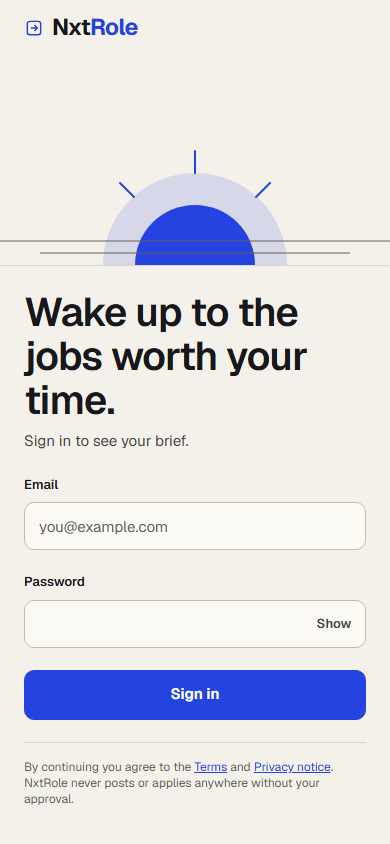 NxtRole
Wake up to the
jobs worth your
time.
Sign in to see your brief.
Email
you@example.com
Password
Show
Sign in
By continuing you agree to the Terms and Privacy notice.
NxtRole never posts or applies anywhere without your
approval.